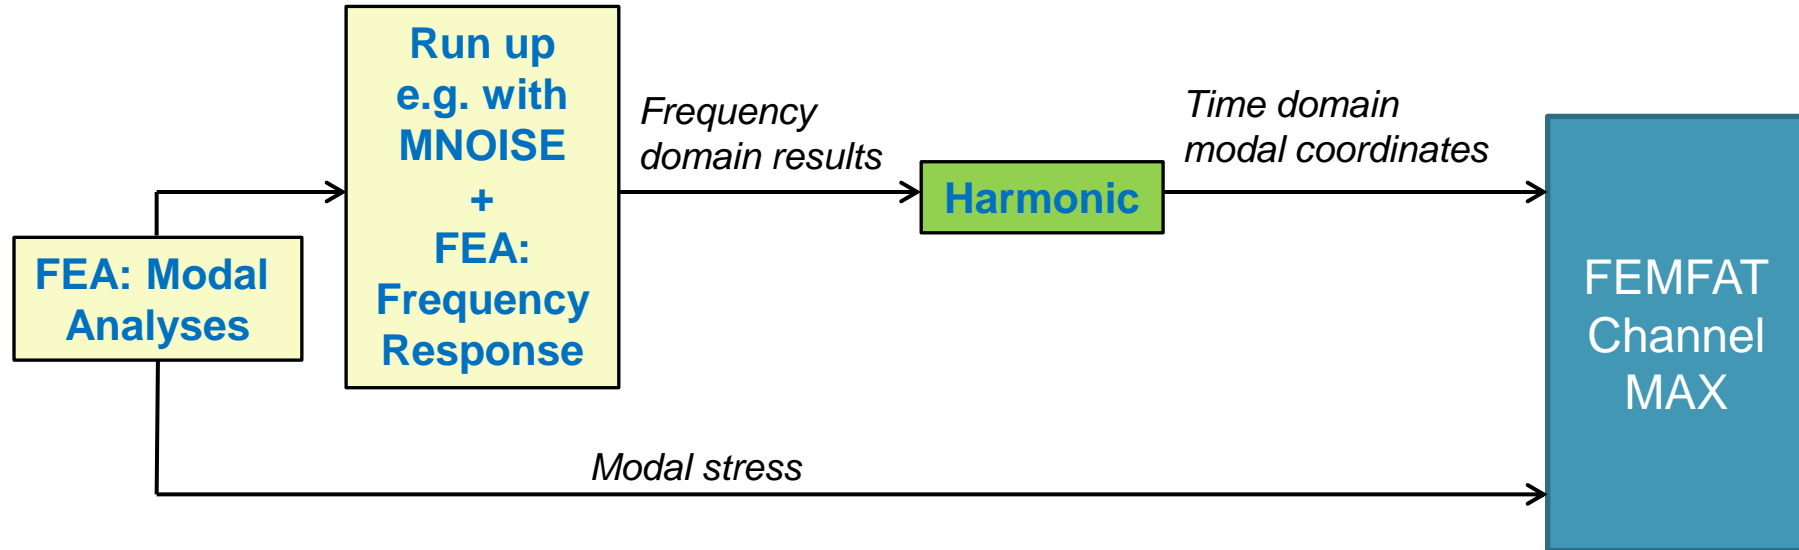 FEA: Modal
Analyses
Run up
e.g. with
MNOISE
+
FEA:
Frequency
Response
Frequency
domain results
Harmonic
Time domain
modal coordinates
Modal stress
FEMFAT
Channel
MAX